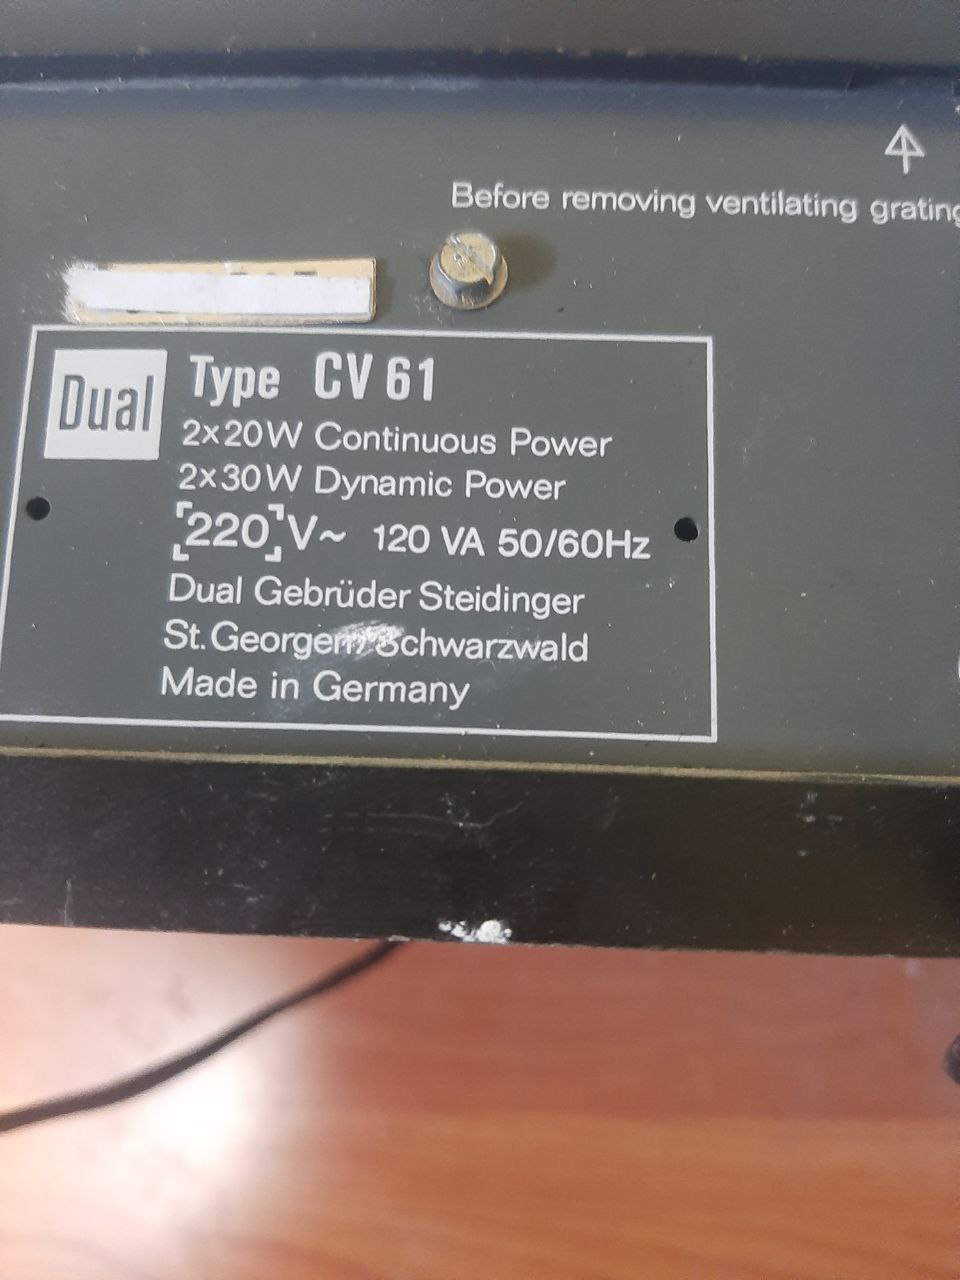 Before removing ventilating grating
Dual
Type CV 61
2x20W Continuous Power
2x30W Dynamic Power
220 V~ 120 VA 50/60Hz
Dual Gebrüder Steidinger
St. Georgen/Schwarzwald
Made in Germany